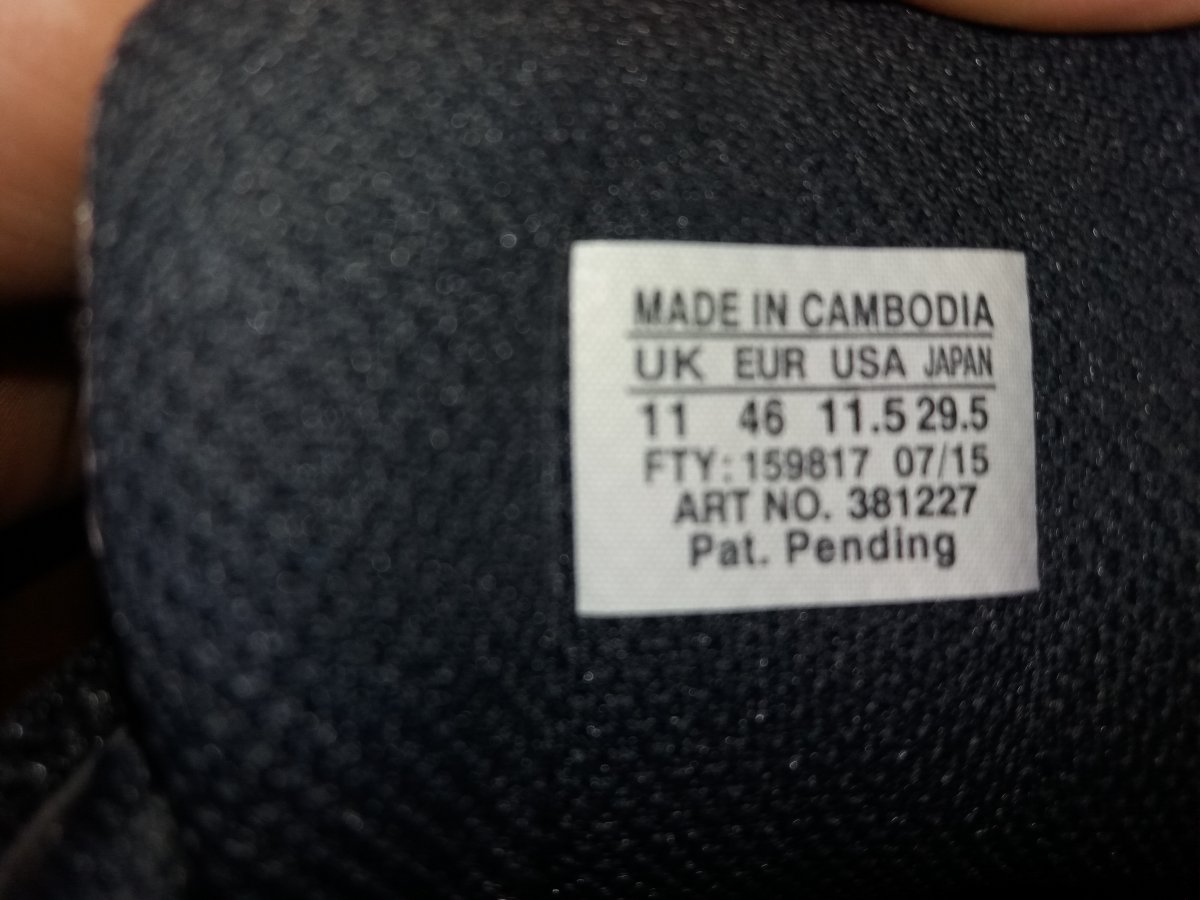 MADE IN CAMBODIA
UK EUR USA JAPAN
11 46 11.5 29.5
FTY: 159817 07/15
ART NO. 381227
Pat. Pending